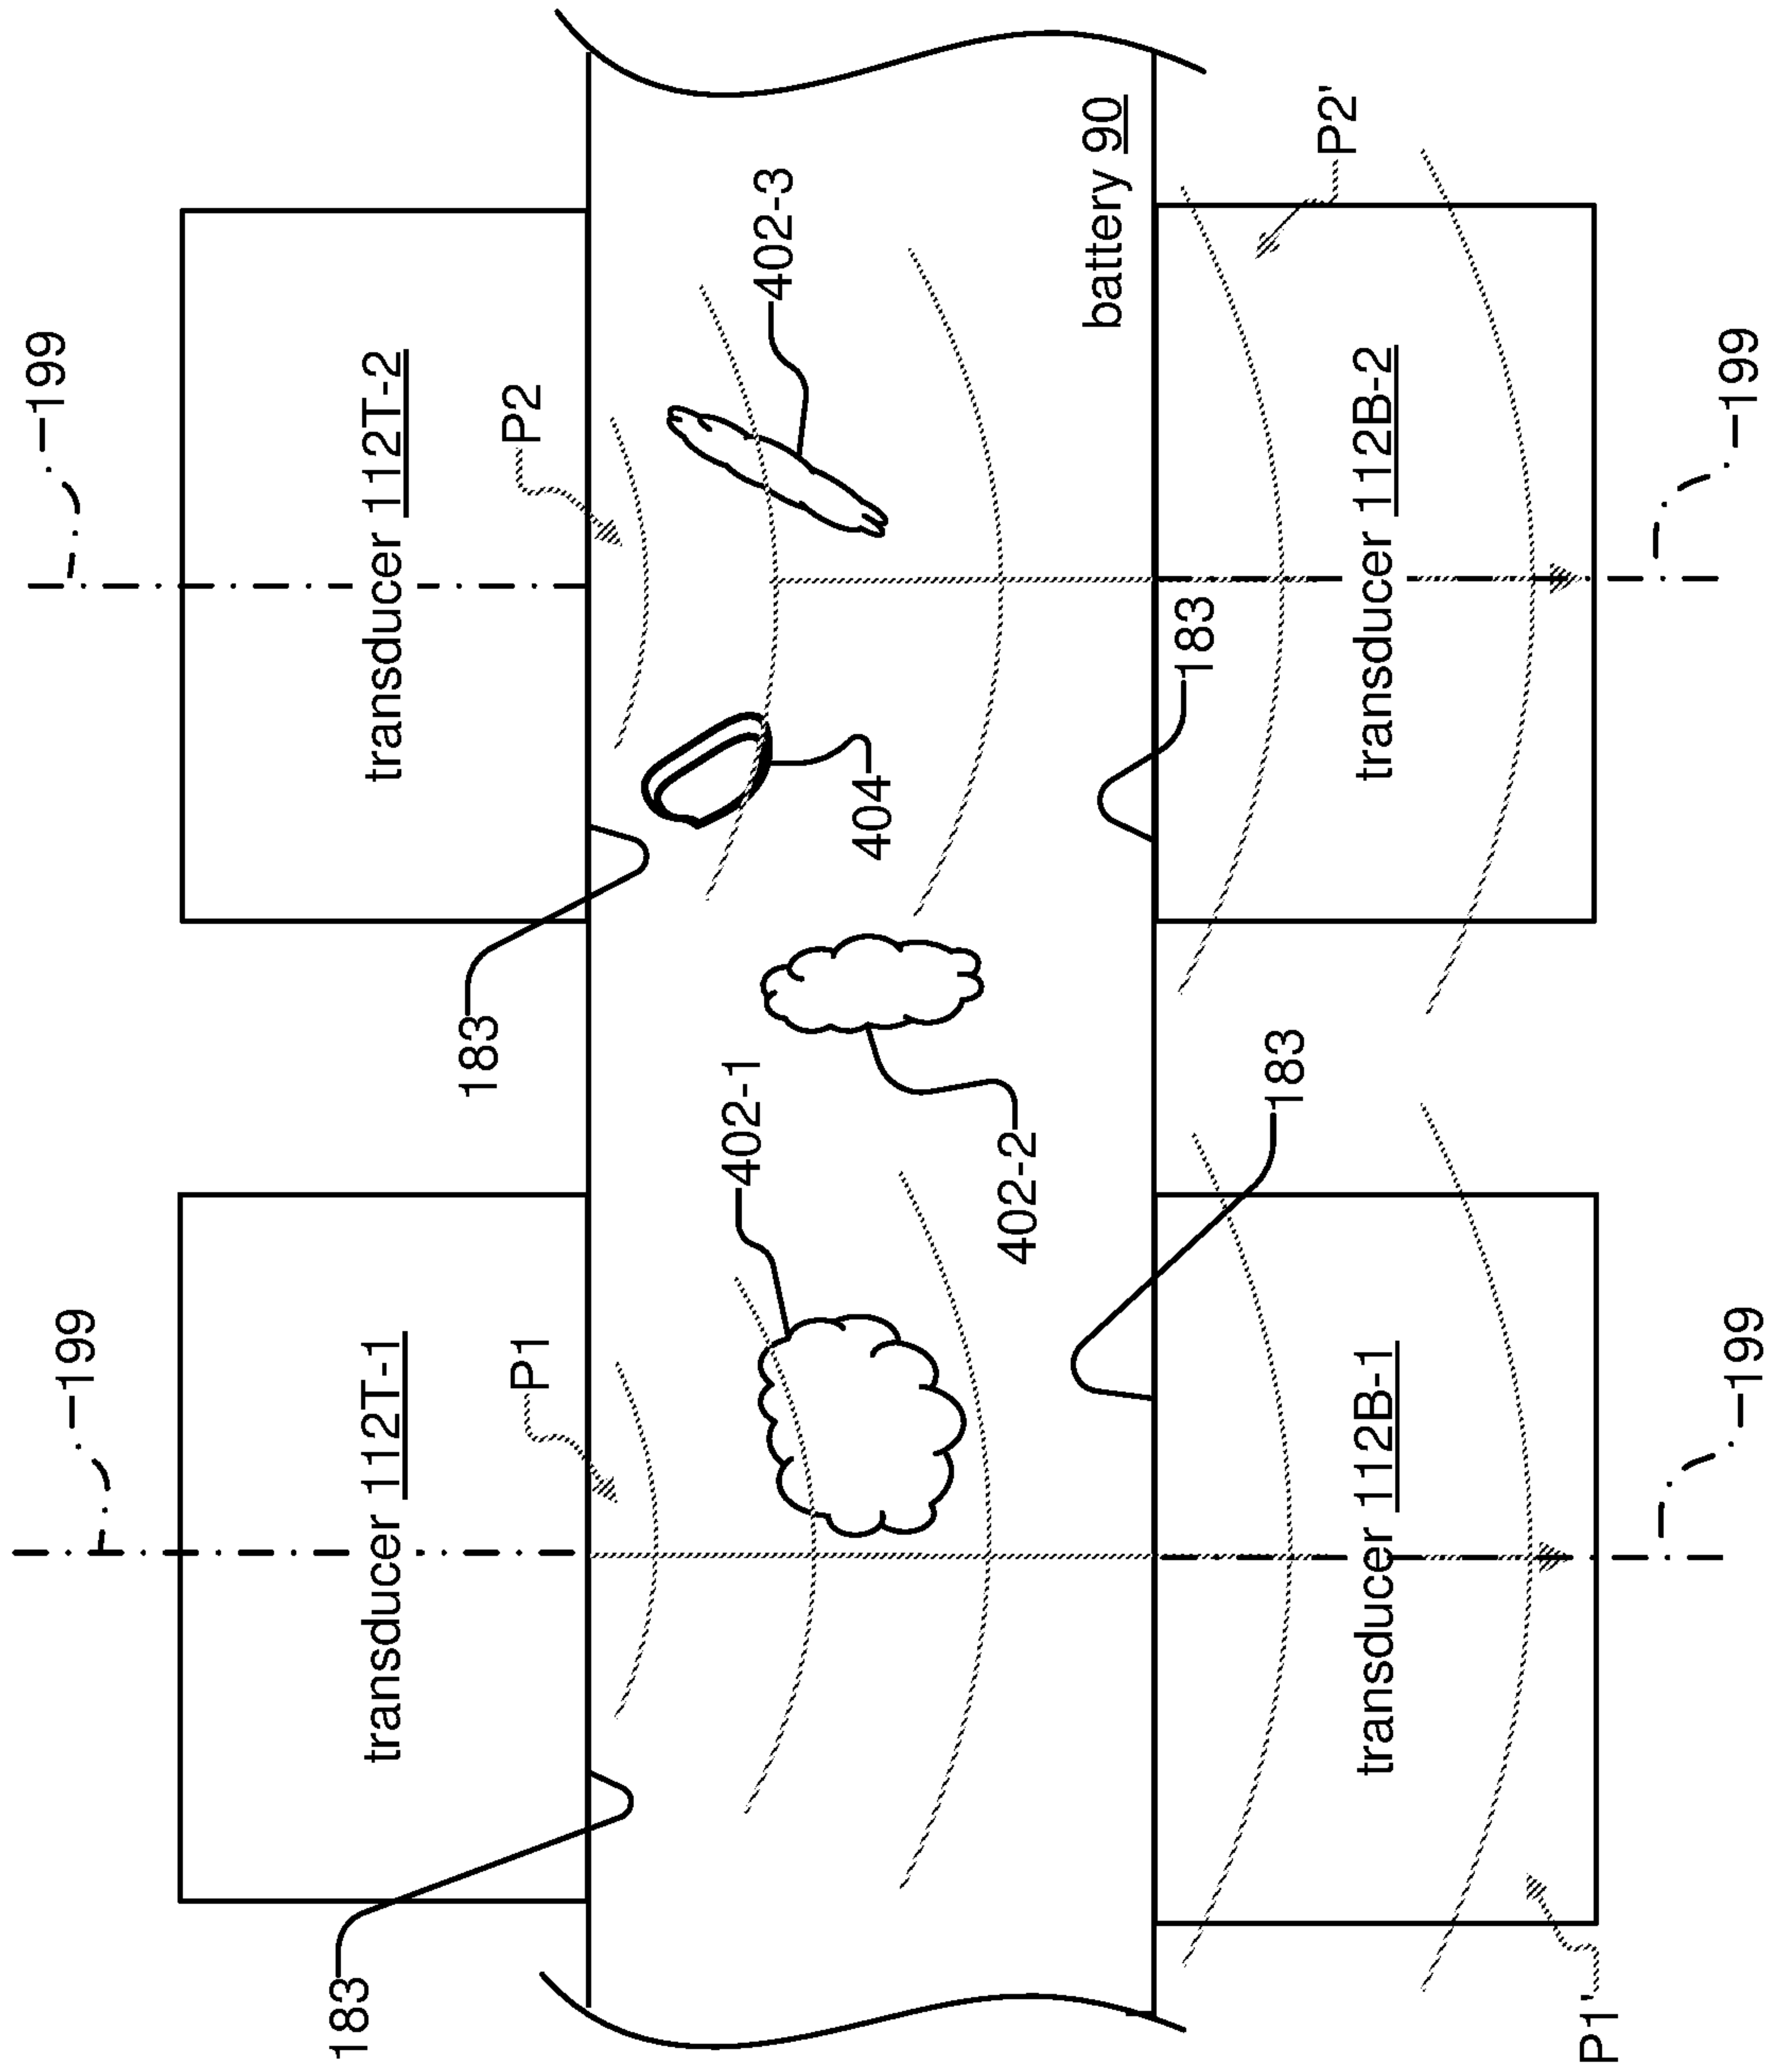 199
199
183
transducer 112T-1
transducer 112T-2
183
P1
P2
402-1
402-3
404
402-2
battery 90
183
183
P2'
transducer 112B-1
transducer 112B-2
P1'
199
199